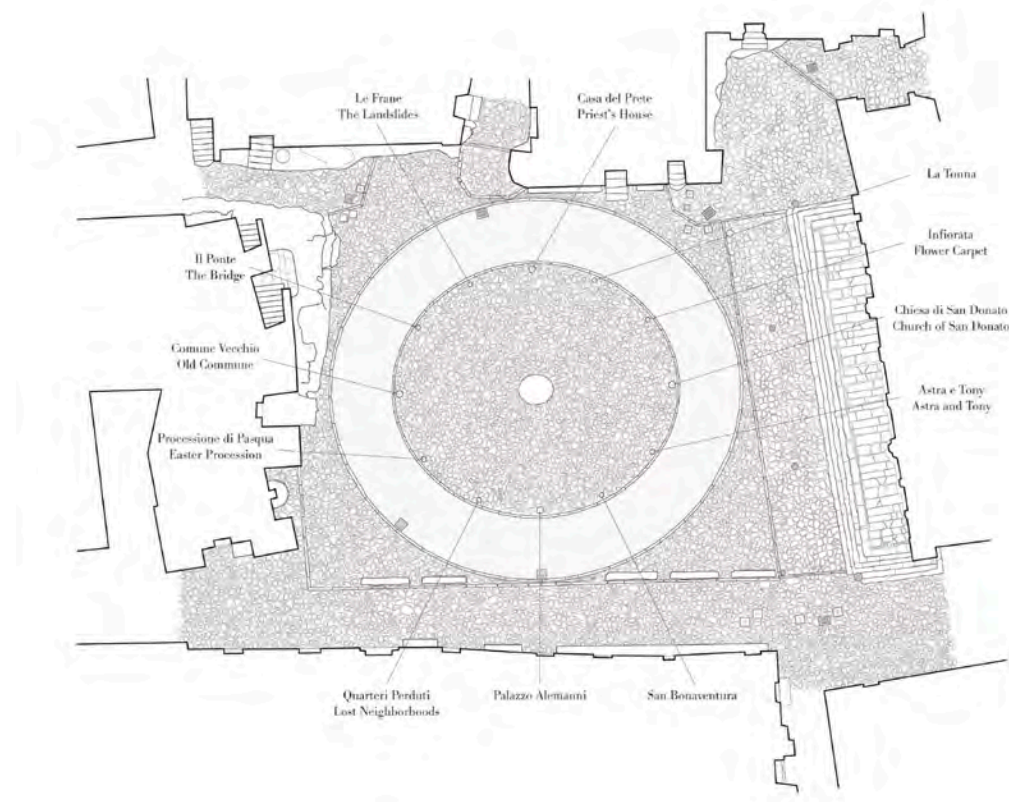 Le Frane
The Landslides
Casa del Prete
Priest's House
La Tonna
Infiorata
Flower Carpet
Il Ponte
The Bridge
Chiesa di San Donato
Church of San Donato
Comune Vecchio
Old Commune
Astra e Tony
Astra and Tony
Processione di Pasqua
Easter Procession
Quarteri Perduti
Lost Neighborhoods
Palazzo Alemanni
San Bonaventura